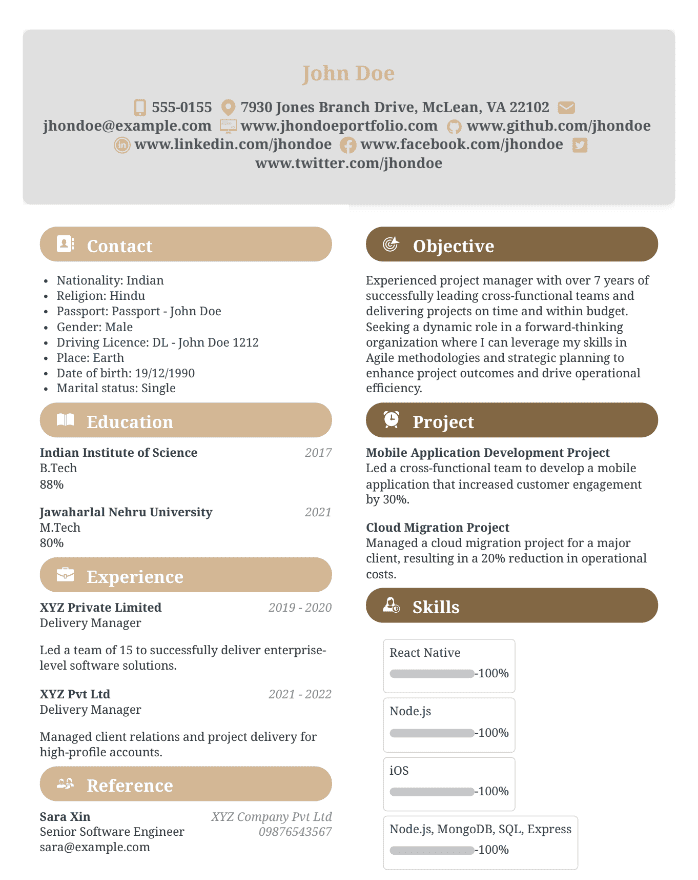 John Doe
555-0155 7930 Jones Branch Drive, McLean, VA 22102
jhondoe@example.com www.jhondoeportfolio.com www.github.com/jhondoe
www.linkedin.com/jhondoe www.facebook.com/jhondoe
www.twitter.com/jhondoe
Contact
• Nationality: Indian
• Religion: Hindu
• Passport: Passport - John Doe
• Gender: Male
• Driving Licence: DL - John Doe 1212
• Place: Earth
• Date of birth: 19/12/1990
• Marital status: Single
Education
Indian Institute of Science 2017
B.Tech
88%
Jawaharlal Nehru University 2021
M.Tech
80%
Experience
XYZ Private Limited 2019 - 2020
Delivery Manager
Led a team of 15 to successfully deliver enterprise-
level software solutions.
XYZ Pvt Ltd 2021 - 2022
Delivery Manager
Managed client relations and project delivery for
high-profile accounts.
Reference
Sara Xin XYZ Company Pvt Ltd
Senior Software Engineer 09876543567
sara@example.com
Objective
Experienced project manager with over 7 years of
successfully leading cross-functional teams and
delivering projects on time and within budget.
Seeking a dynamic role in a forward-thinking
organization where I can leverage my skills in
Agile methodologies and strategic planning to
enhance project outcomes and drive operational
efficiency.
Project
Mobile Application Development Project
Led a cross-functional team to develop a mobile
application that increased customer engagement
by 30%.
Cloud Migration Project
Managed a cloud migration project for a major
client, resulting in a 20% reduction in operational
costs.
Skills
React Native
-100%
Node.js
-100%
iOS
-100%
Node.js, MongoDB, SQL, Express
-100%